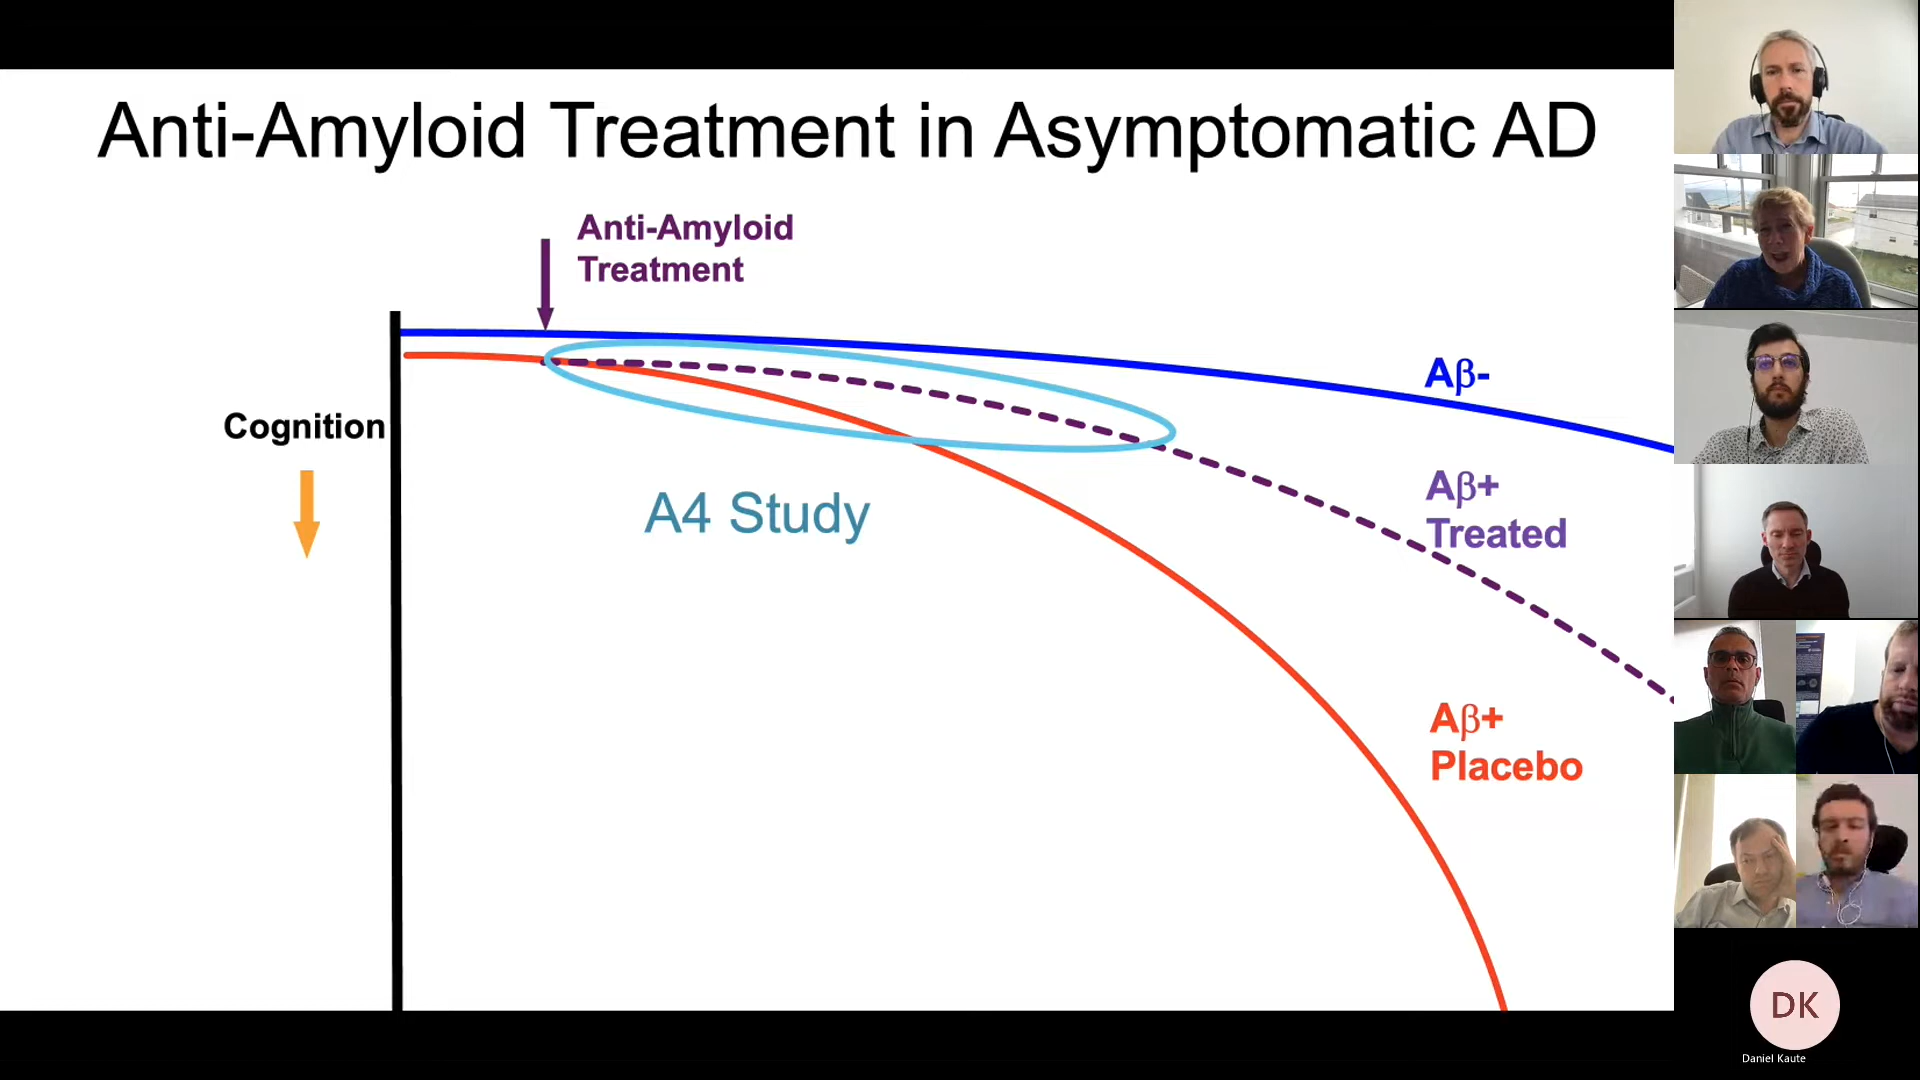 Anti-Amyloid Treatment in Asymptomatic AD
Anti-Amyloid
Treatment
Cognition
Aβ-
A4 Study
Aβ+
Treated
Aβ+
Placebo
DK
Daniel Kaute